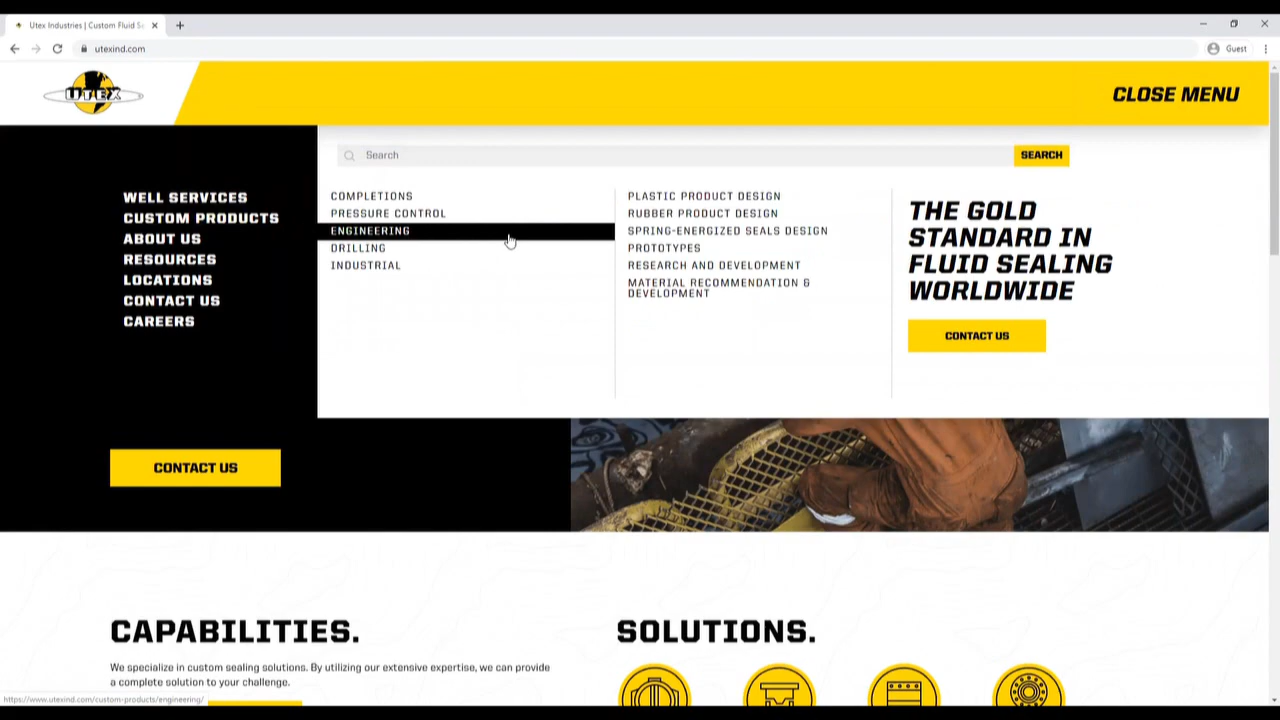 Utex Industries | Custom Fluid Se
utexind.com
Guest
UTEX
CLOSE MENU
Search
SEARCH
WELL SERVICES
CUSTOM PRODUCTS
ABOUT US
RESOURCES
LOCATIONS
CONTACT US
CAREERS
COMPLETIONS
PRESSURE CONTROL
ENGINEERING
DRILLING
INDUSTRIAL
PLASTIC PRODUCT DESIGN
RUBBER PRODUCT DESIGN
SPRING-ENERGIZED SEALS DESIGN
PROTOTYPES
RESEARCH AND DEVELOPMENT
MATERIAL RECOMMENDATION &
DEVELOPMENT
THE GOLD
STANDARD IN
FLUID SEALING
WORLDWIDE
CONTACT US
CONTACT US
CAPABILITIES.
We specialize in custom sealing solutions. By utilizing our extensive expertise, we can provide
a complete solution to your challenge.
SOLUTIONS.
https://www.utexind.com/custom-products/engineering/